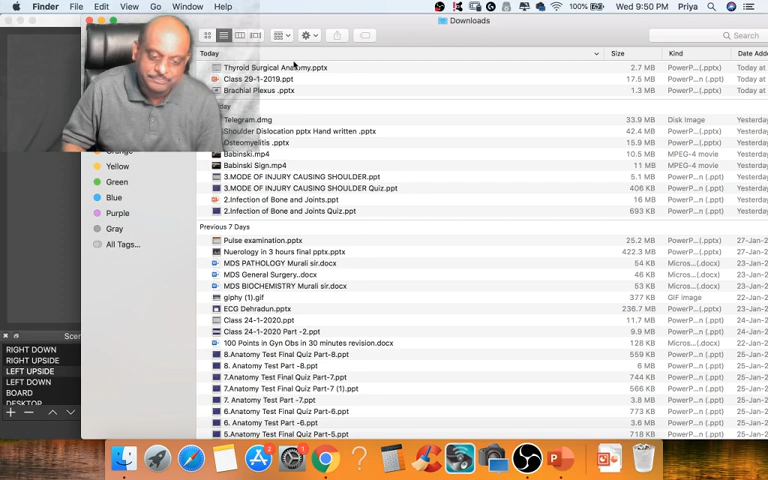 Finder File Edit View Go Window Help 100% Wed 9:50 PM Priya
Downloads
Search
Today Size Kind Date Adde
Thyroid Surgical Anatomy.pptx 2.7 MB PowerP...(.pptx) Today at
Class 29-1-2019.ppt 17.5 MB PowerP...n (.ppt) Today at
Brachial Plexus .pptx 1.3 MB PowerP...(.pptx) Today at
day
Telegram.dmg 33.9 MB Disk Image Yesterday
Shoulder Dislocation pptx Hand written .pptx 42.4 MB PowerP...(.pptx) Yesterday
Osteomyelitis .pptx 15.9 MB PowerP...(.pptx) Yesterday
Babinski.mp4 10.5 MB MPEG-4 movie Yesterday
Babinski Sign.mp4 11 MB MPEG-4 movie Yesterday
Orange
Yellow
Green
Blue
Purple
Gray
All Tags...
3.MODE OF INJURY CAUSING SHOULDER.ppt 5.1 MB PowerP...n (.ppt) Yesterday
3.MODE OF INJURY CAUSING SHOULDER Quiz.ppt 406 KB PowerP...n (.ppt) Yesterday
2.Infection of Bone and Joints.ppt 16 MB PowerP...n (.ppt) Yesterday
2.Infection of Bone and Joints Quiz.ppt 693 KB PowerP...n (.ppt) Yesterday
Previous 7 Days
Pulse examination.pptx 25.2 MB PowerP...(.pptx) 27-Jan-2
Nuerology in 3 hours final pptx.pptx 422.3 MB PowerP...(.pptx) 27-Jan-2
MDS PATHOLOGY Murali sir.docx 54 KB Micros...(.docx) 23-Jan-2
MDS General Surgery..docx 46 KB Micros...(.docx) 23-Jan-2
MDS BIOCHEMISTRY Murali sir.docx 53 KB Micros...(.docx) 23-Jan-2
giphy (1).gif 377 KB GIF image 22-Jan-2
ECG Dehradun.pptx 236.7 MB PowerP...(.pptx) 22-Jan-2
Class 24-1-2020.ppt 11.7 MB PowerP...n (.ppt) 24-Jan-2
Class 24-1-2020 Part -2.ppt 9.9 MB PowerP...n (.ppt) 24-Jan-2
100 Points in Gyn Obs in 30 minutes revision.docx 128 KB Micros...(.docx) 22-Jan-2
8.Anatomy Test Final Quiz Part-8.ppt 559 KB PowerP...n (.ppt) 25-Jan-2
8. Anatomy Test Part -8.ppt 6 MB PowerP...n (.ppt) 25-Jan-2
7.Anatomy Test Final Quiz Part-7.ppt 744 KB PowerP...n (.ppt) 25-Jan-2
7.Anatomy Test Final Quiz Part-7 (1).ppt 566 KB PowerP...n (.ppt) 25-Jan-2
7. Anatomy Test Part -7.ppt 3.8 MB PowerP...n (.ppt) 25-Jan-2
6.Anatomy Test Final Quiz Part-6.ppt 773 KB PowerP...n (.ppt) 25-Jan-2
6. Anatomy Test Part -6.ppt 3.6 MB PowerP...n (.ppt) 25-Jan-2
5.Anatomy Test Final Quiz Part-5.ppt 718 KB PowerP...n (.ppt) 25-Jan-2
Scen
RIGHT DOWN
RIGHT UPSIDE
LEFT UPSIDE
LEFT DOWN
BOARD
DESKTOP